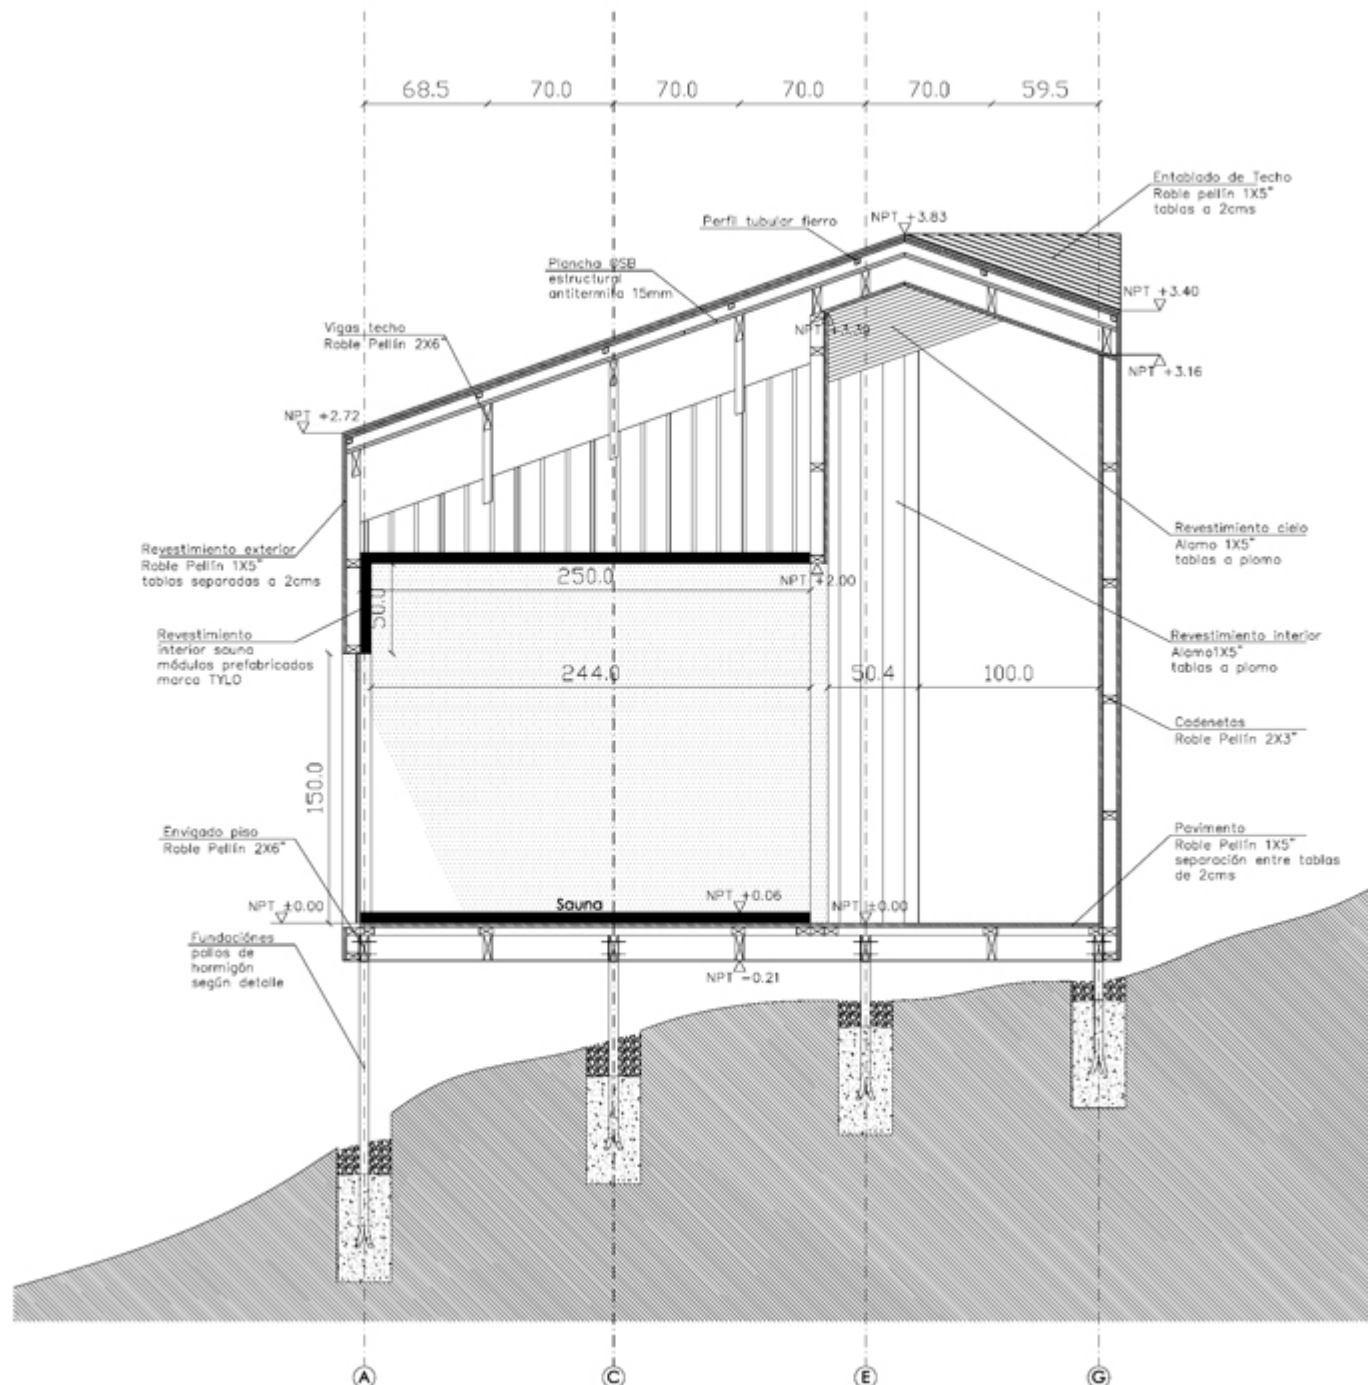 68.5 70.0 70.0 70.0 70.0 59.5
Entablado de Techo
Roble pellín 1X5"
tablas a 2cms
NPT +3.83
Perfil tubular fierro
Plancha OSB
estructural
antitermita 15mm
NPT +3.40
Vigas techo
Roble Pellín 2X6"
NPT +3.39
NPT +3.16
NPT +2.72
Revestimiento cielo
Alamo 1X5"
tablas a plomo
Revestimiento exterior
Roble Pellín 1X5"
tablas separadas a 2cms
250.0
NPT +2.00
50.0
Revestimiento
interior sauna
módulos prefabricados
marca TYLO
Revestimiento interior
Alamo1X5"
tablas a plomo
244.0 50.4 100.0
Cadenetas
Roble Pellín 2X3"
150.0
Envigado piso
Roble Pellín 2X6"
Pavimento
Roble Pellín 1X5"
separación entre tablas
de 2cms
Sauna
NPT +0.06
NPT ±0.00
NPT ±0.00
Fundaciónes
pollos de
hormigón
según detalle
NPT -0.21
A C E G